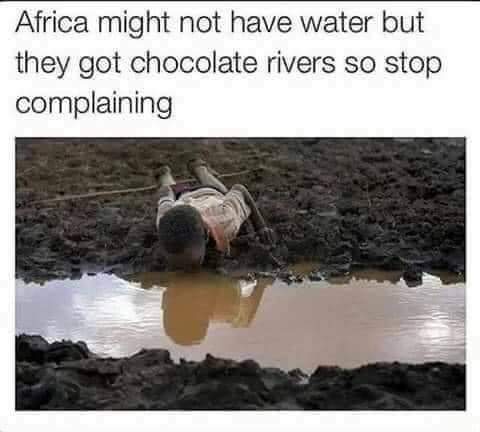 Africa might not have water but
they got chocolate rivers so stop
complaining